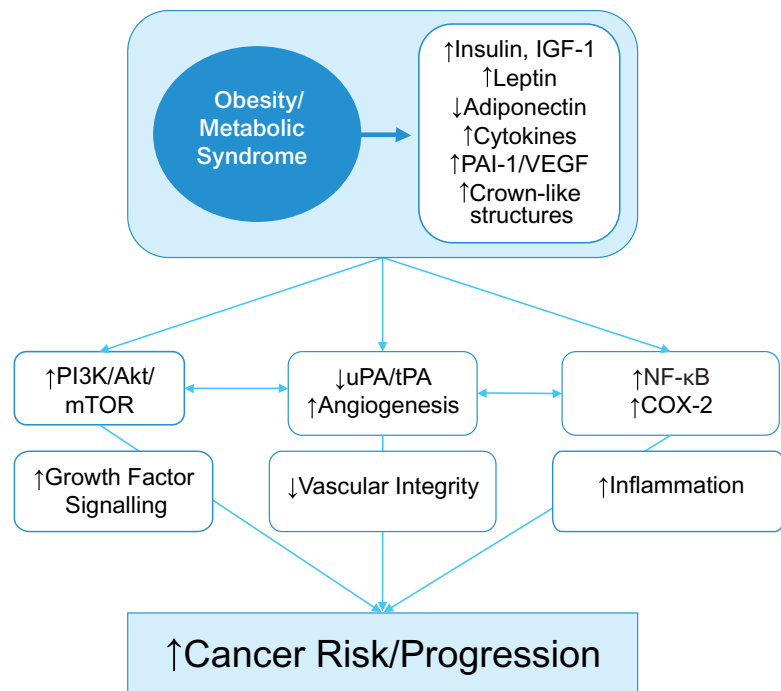 Obesity/
Metabolic
Syndrome
↑Insulin, IGF-1
↑Leptin
↓Adiponectin
↑Cytokines
↑PAI-1/VEGF
↑Crown-like
structures
↑PI3K/Akt/
mTOR
↓uPA/tPA
↑Angiogenesis
↑NF-κB
↑COX-2
↑Growth Factor
Signalling
↓Vascular Integrity
↑Inflammation
↑Cancer Risk/Progression